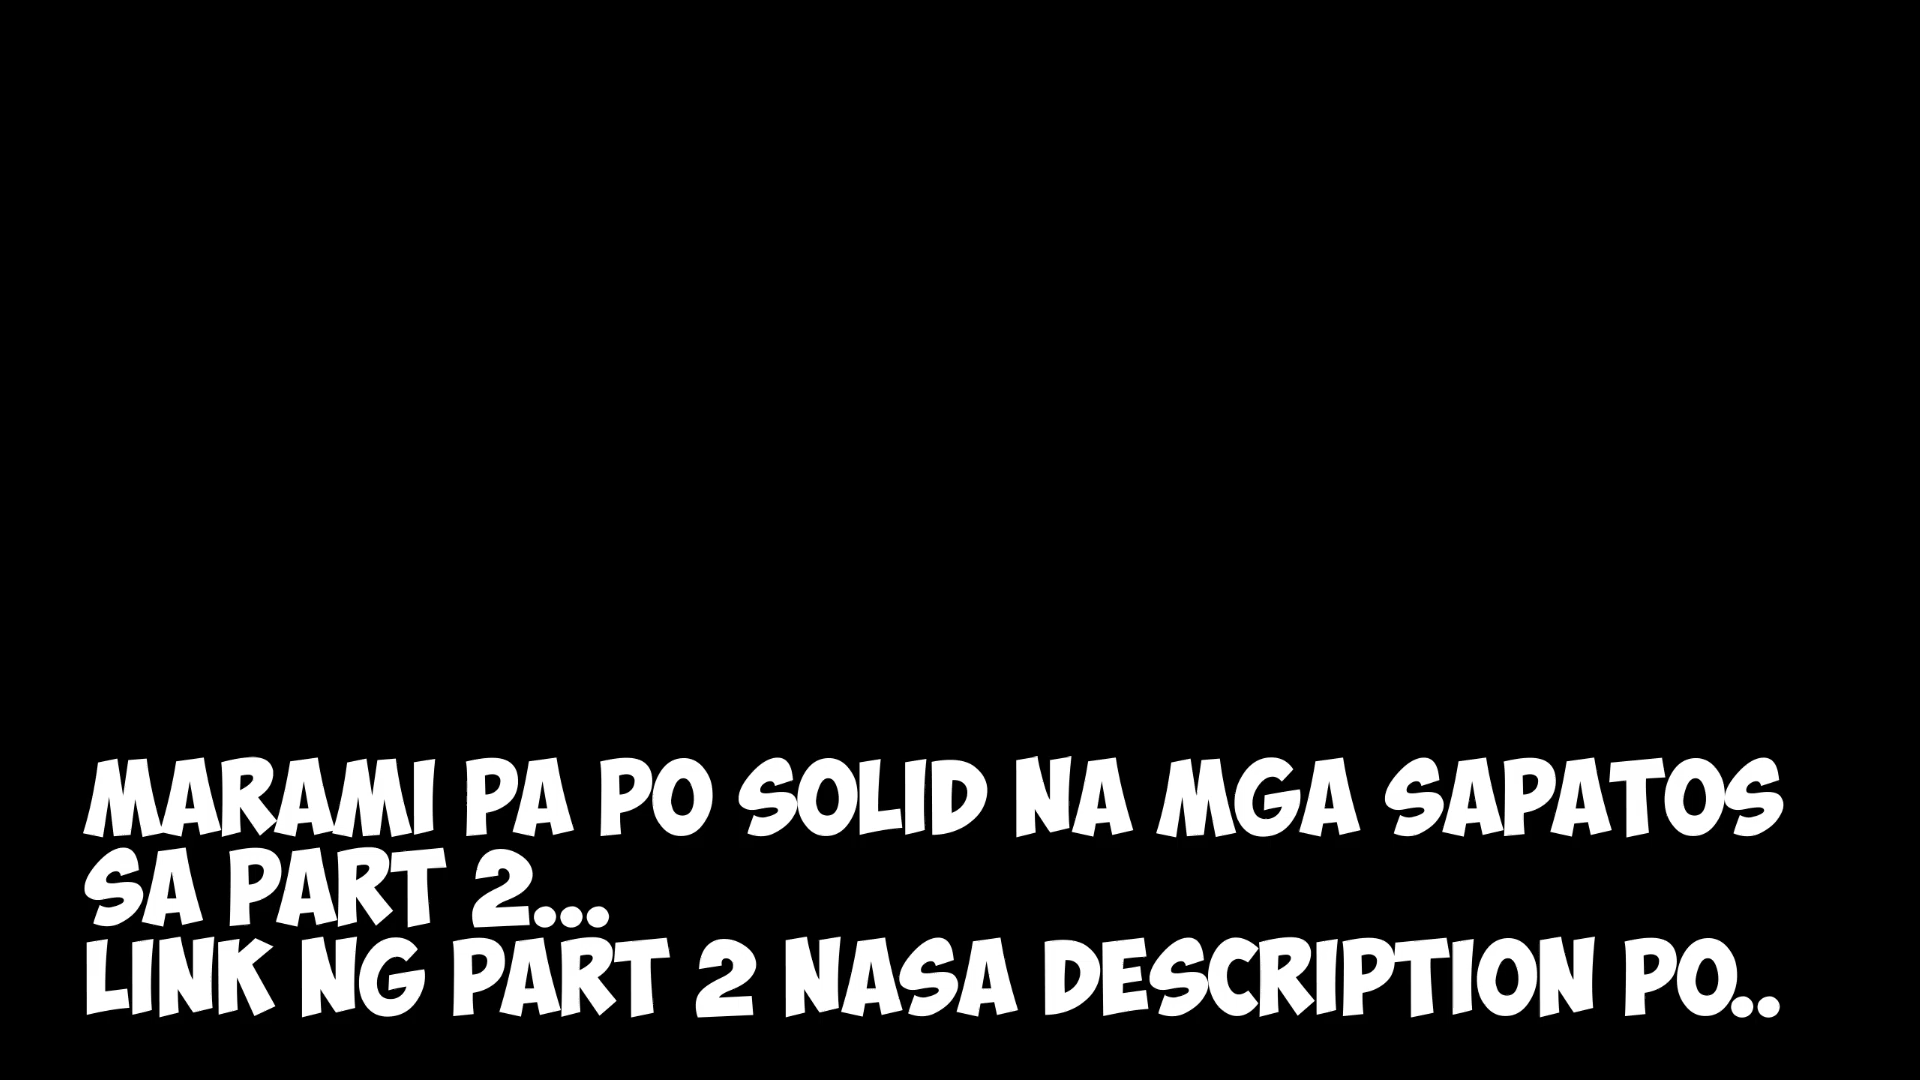 MARAMI PA PO SOLID NA MGA SAPATOS
SA PART 2...
LINK NG PART 2 NASA DESCRIPTION PO..